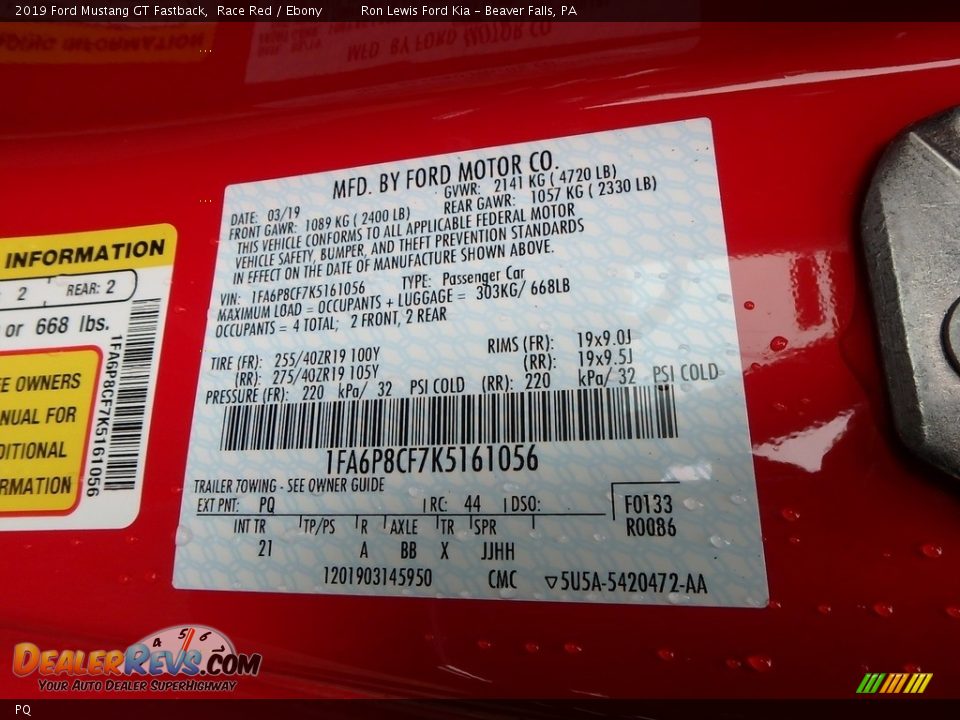 2019 Ford Mustang GT Fastback, Race Red / Ebony Ron Lewis Ford Kia - Beaver Falls, PA
MFD. BY FORD MOTOR CO.
DATE: 03/19 GVWR: 2141 KG ( 4720 LB)
FRONT GAWR: 1089 KG ( 2400 LB) REAR GAWR: 1057 KG ( 2330 LB)
THIS VEHICLE CONFORMS TO ALL APPLICABLE FEDERAL MOTOR
VEHICLE SAFETY, BUMPER, AND THEFT PREVENTION STANDARDS
IN EFFECT ON THE DATE OF MANUFACTURE SHOWN ABOVE.
VIN: 1FA6P8CF7K5161056 TYPE: Passenger Car
MAXIMUM LOAD = OCCUPANTS + LUGGAGE = 303KG/ 668LB
OCCUPANTS = 4 TOTAL; 2 FRONT, 2 REAR
TIRE (FR): 255/40ZR19 100Y RIMS (FR): 19x9.0J
(RR): 275/40ZR19 105Y (RR): 19x9.5J
PRESSURE (FR): 220 kPa/ 32 PSI COLD (RR): 220 kPa/ 32 PSI COLD
1FA6P8CF7K5161056
TRAILER TOWING - SEE OWNER GUIDE
EXT PNT: PQ RC: 44 DSO: F0133
R0086
INT TR TP/PS R AXLE TR SPR
21 A BB X JJHH
1201903145950 CMC ▽5U5A-5420472-AA
INFORMATION
2 REAR: 2
or 668 lbs.
OWNERS
FOR
1FA6P8CF7K5161056
DEALERREVS.COM
4 5 6
YOUR AUTO DEALER SUPERHIGHWAY
PQ